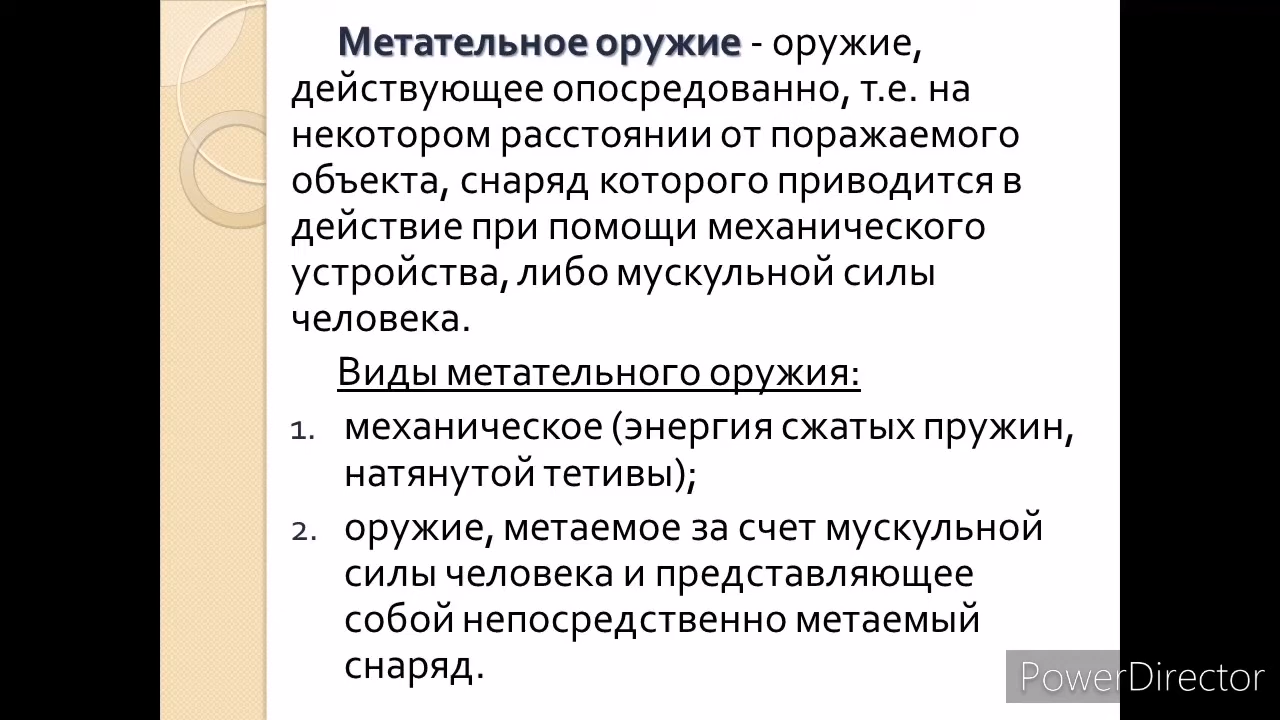 Метательное оружие - оружие,
действующее опосредованно, т.е. на
некотором расстоянии от поражаемого
объекта, снаряд которого приводится в
действие при помощи механического
устройства, либо мускульной силы
человека.
Виды метательного оружия:
1. механическое (энергия сжатых пружин,
натянутой тетивы);
2. оружие, метаемое за счет мускульной
силы человека и представляющее
собой непосредственно метаемый
снаряд.
PowerDirector